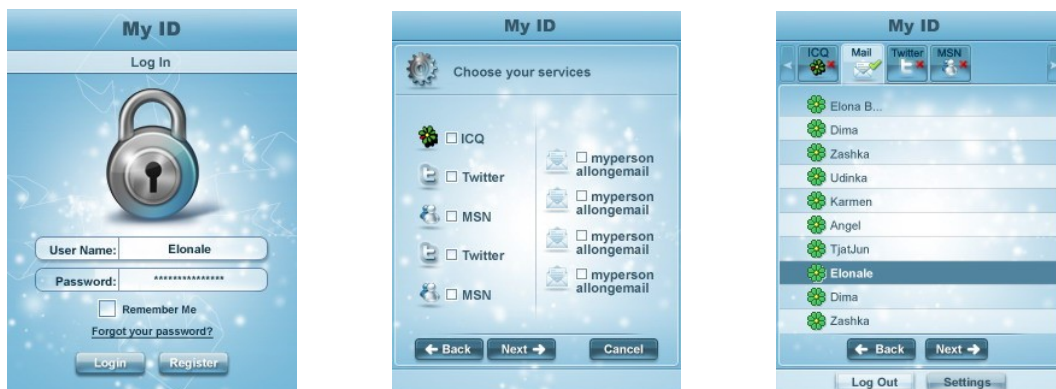 My ID
Log In
User Name: Elonale
Password: ***************
Remember Me
Forgot your password?
Login Register
My ID
Choose your services
ICQ
Twitter
MSN
Twitter
MSN
myperson
allongemail
myperson
allongemail
myperson
allongemail
myperson
allongemail
← Back Next → Cancel
My ID
ICQ Mail Twitter MSN
Elona B...
Dima
Zashka
Udinka
Karmen
Angel
TjatJun
Elonale
Dima
Zashka
← Back Next →
Log Out Settings